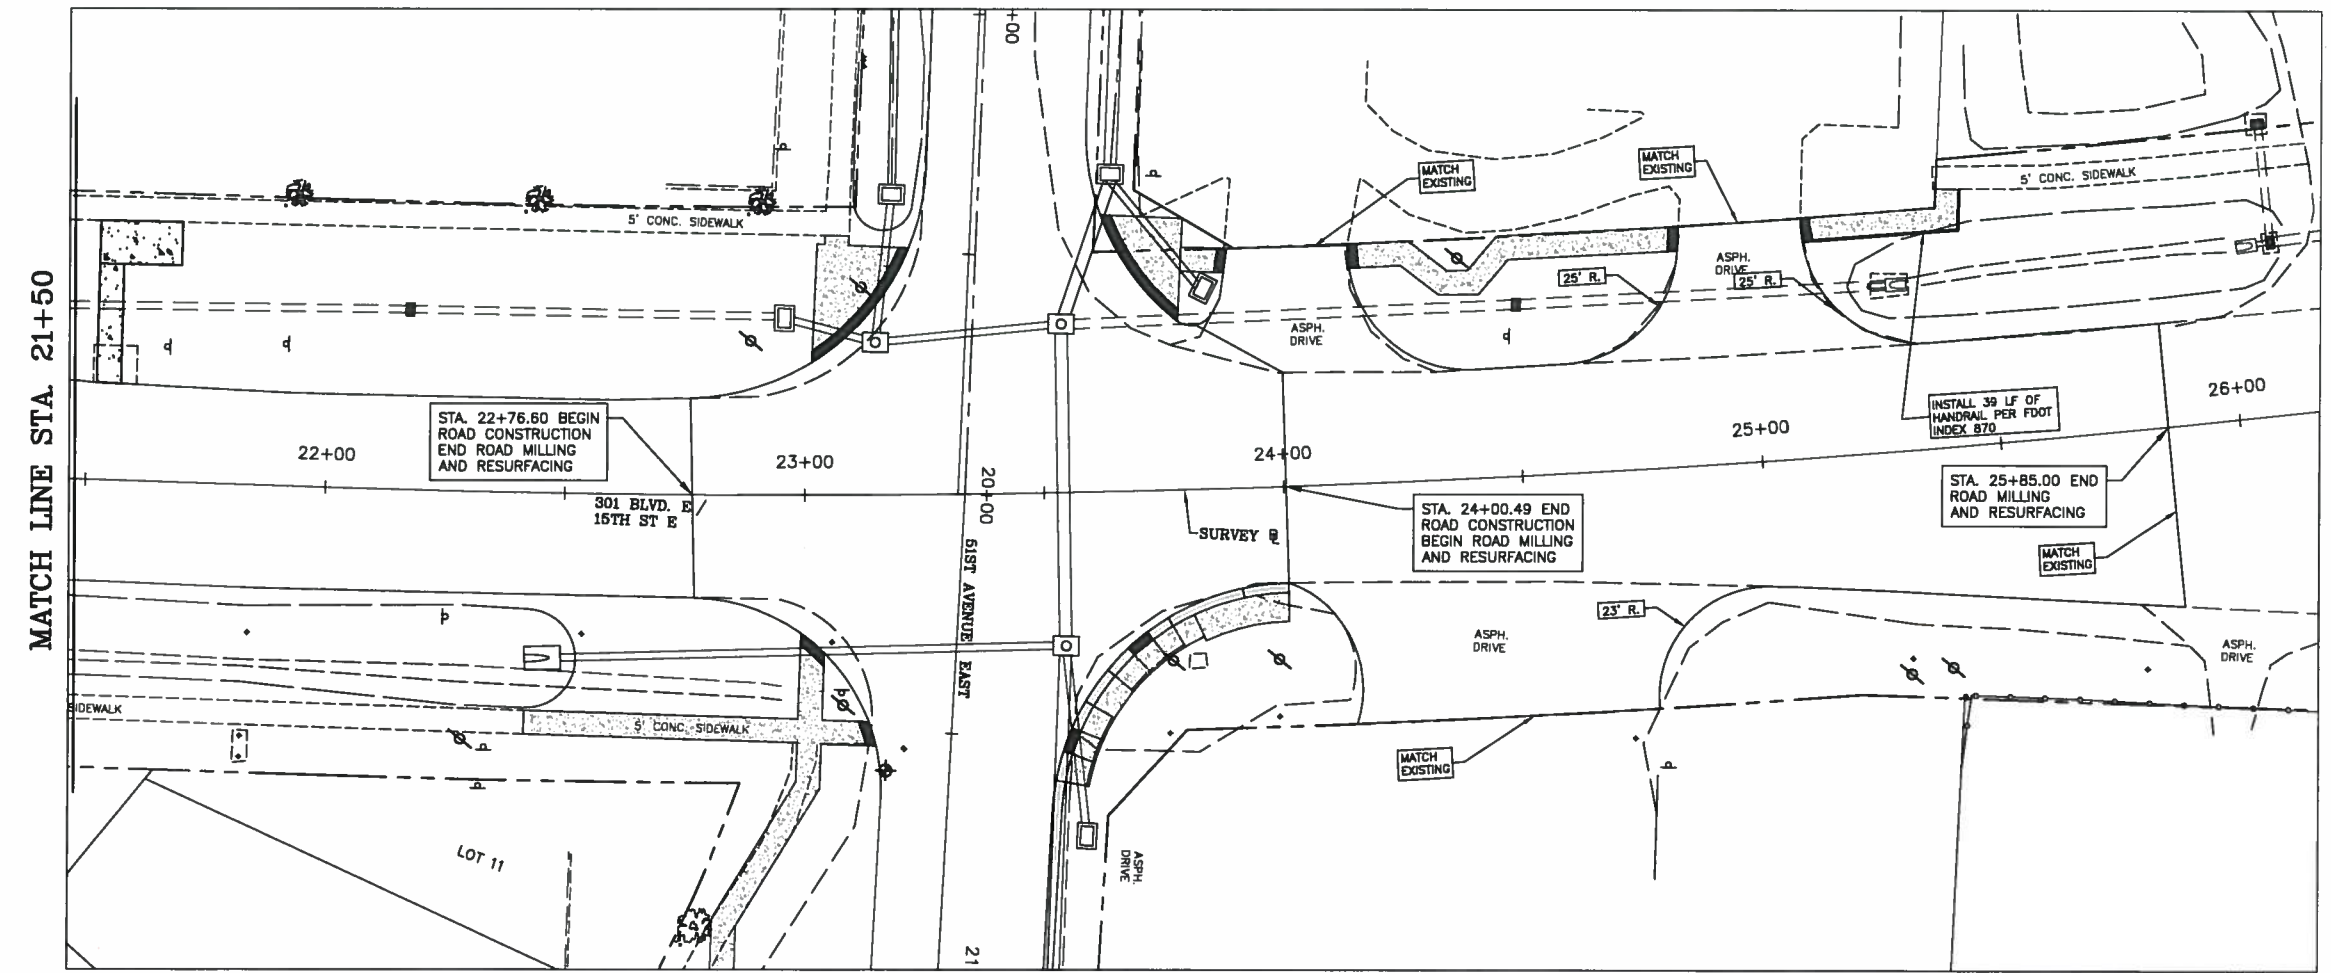 +00
MATCH LINE STA. 21+50
5' CONC. SIDEWALK
MATCH
EXISTING
MATCH
EXISTING
5' CONC. SIDEWALK
25' R.
ASPH.
DRIVE
25' R.
ASPH.
DRIVE
STA. 22+76.60 BEGIN
ROAD CONSTRUCTION
END ROAD MILLING
AND RESURFACING
INSTALL 39 LF OF
HANDRAIL PER FDOT
INDEX 870
22+00
23+00
24+00
25+00
26+00
20+00
301 BLVD. E
15TH ST E
SURVEY
STA. 24+00.49 END
ROAD CONSTRUCTION
BEGIN ROAD MILLING
AND RESURFACING
STA. 25+85.00 END
ROAD MILLING
AND RESURFACING
MATCH
EXISTING
51ST AVENUE EAST
23' R.
ASPH.
DRIVE
ASPH.
DRIVE
SIDEWALK
5' CONC. SIDEWALK
MATCH
EXISTING
LOT 11
ASPH.
DRIVE
21